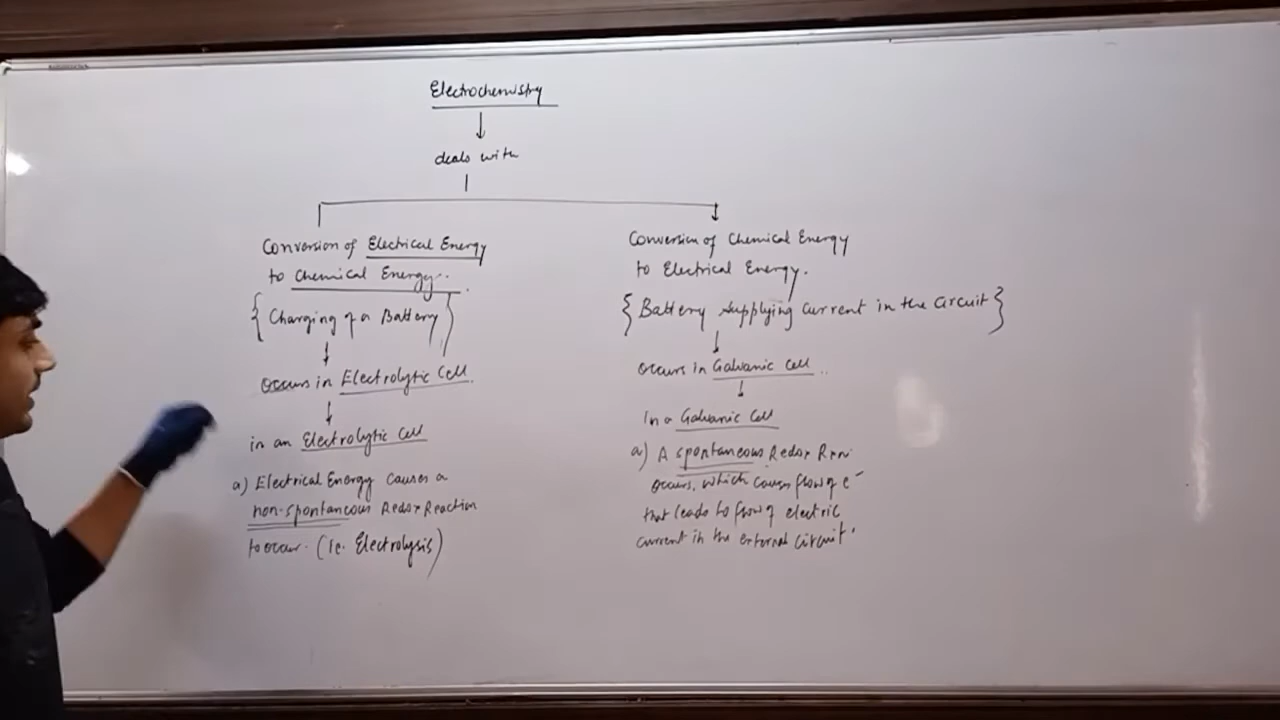 Electrochemistry
deals with
Conversion of Electrical Energy
to Chemical Energy..
{ Charging of a Battery }
Occurs in Electrolytic Cell.
in an Electrolytic Cell
a) Electrical Energy Causes a
non-spontaneous Redox Reaction
to occur. (ie. Electrolysis)
Conversion of Chemical Energy
to Electrical Energy.
{ Battery supplying current in the circuit }
Occurs in Galvanic Cell ..
In a Galvanic Cell
a) A spontaneous Redox Rxn
occurs, which causes flow of e⁻
that leads to flow of electric
current in the external circuit.